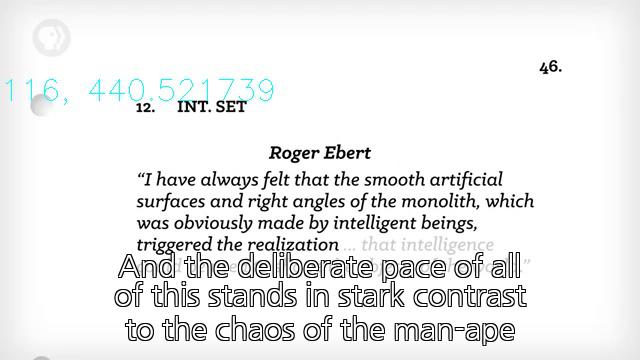 46.
116, 440.521739
12. INT. SET
Roger Ebert
“I have always felt that the smooth artificial
surfaces and right angles of the monolith, which
was obviously made by intelligent beings,
triggered the realization ... that intelligence
And the deliberate pace of all
of this stands in stark contrast
to the chaos of the man-ape